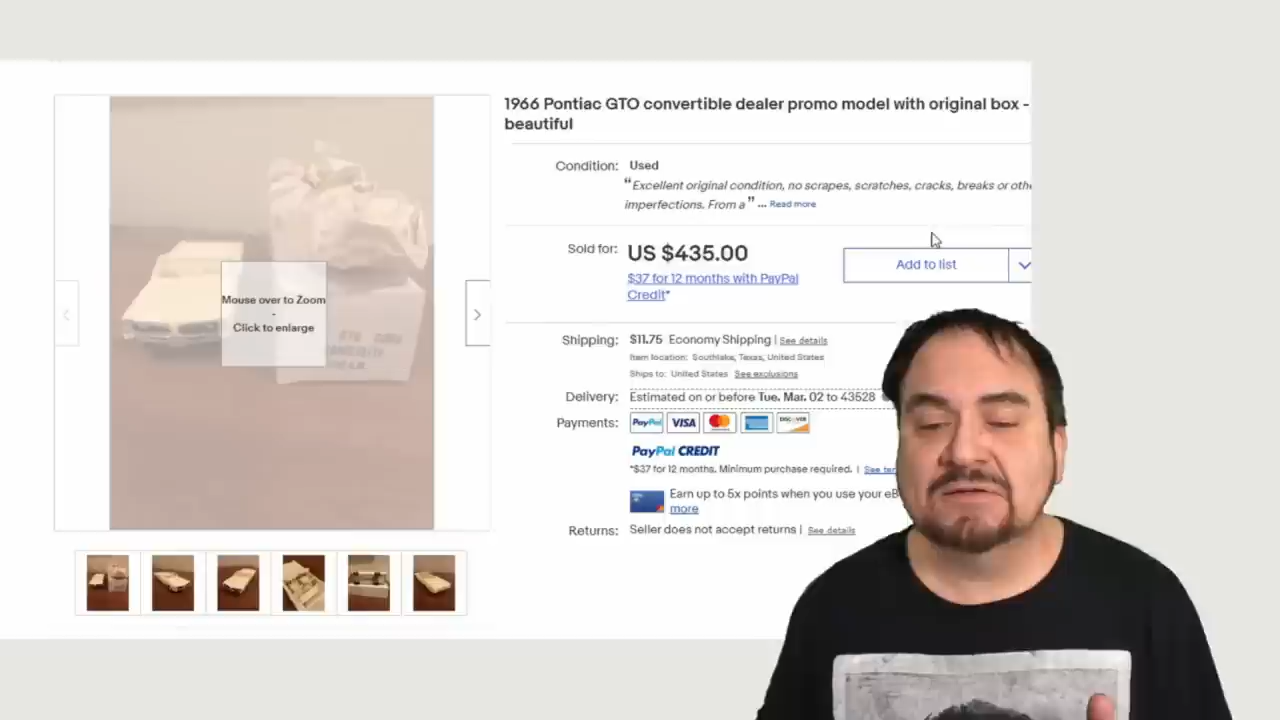 1966 Pontiac GTO convertible dealer promo model with original box -
beautiful
Condition: Used
“Excellent original condition, no scrapes, scratches, cracks, breaks or othe
imperfections. From a” ... Read more
Mouse over to Zoom
-
Click to enlarge
Sold for: US $435.00
Add to list
$37 for 12 months with PayPal
Credit*
Shipping: $11.75 Economy Shipping | See details
Item location: Southlake, Texas, United States
Ships to: United States See exclusions
Delivery: Estimated on or before Tue. Mar. 02 to 43528
Payments: PayPal VISA MasterCard DISCOVER
PayPal CREDIT
*$37 for 12 months. Minimum purchase required. | See ter
Earn up to 5x points when you use your eB
more
Returns: Seller does not accept returns | See details